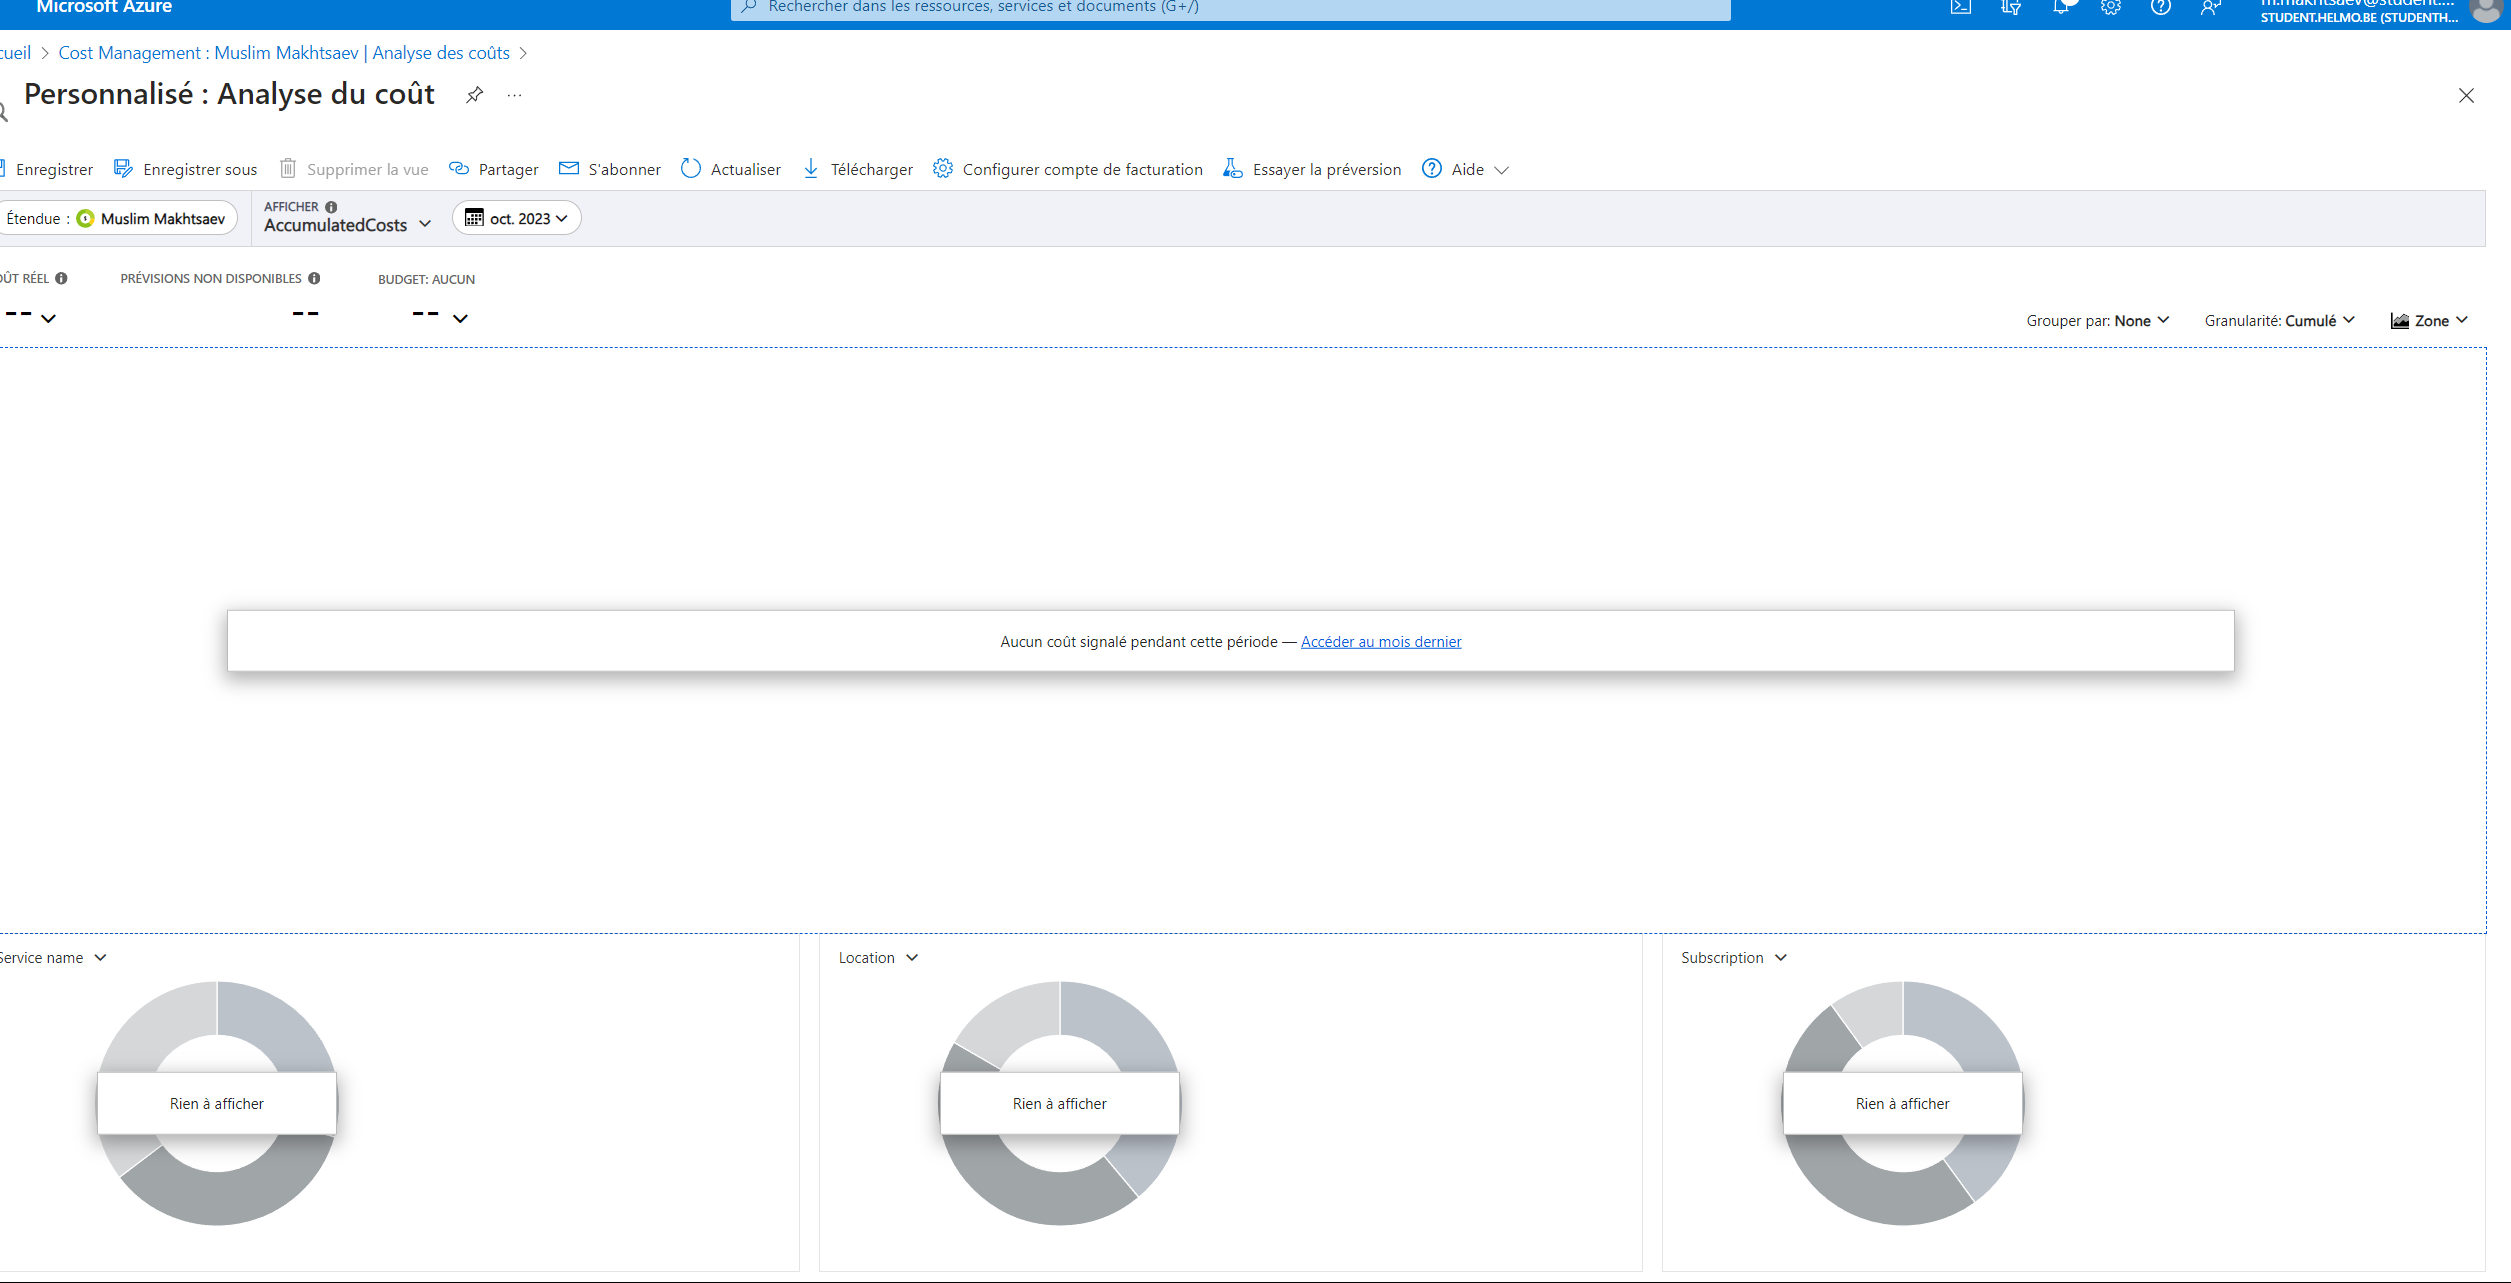 Microsoft Azure
Rechercher dans les ressources, services et documents (G+/)
m.makhtsaev@student....
STUDENT.HELMO.BE (STUDENTH...
Cost Management : Muslim Makhtsaev | Analyse des coûts
Personnalisé : Analyse du coût
...
Enregistrer
Enregistrer sous
Supprimer la vue
Partager
S'abonner
Actualiser
Télécharger
Configurer compte de facturation
Essayer la préversion
Aide
Étendue : Muslim Makhtsaev
AFFICHER
AccumulatedCosts
oct. 2023
RÉEL
--
PRÉVISIONS NON DISPONIBLES
--
BUDGET: AUCUN
--
Grouper par: None
Granularité: Cumulé
Zone
Aucun coût signalé pendant cette période — Accéder au mois dernier
Service name
Rien à afficher
Location
Rien à afficher
Subscription
Rien à afficher